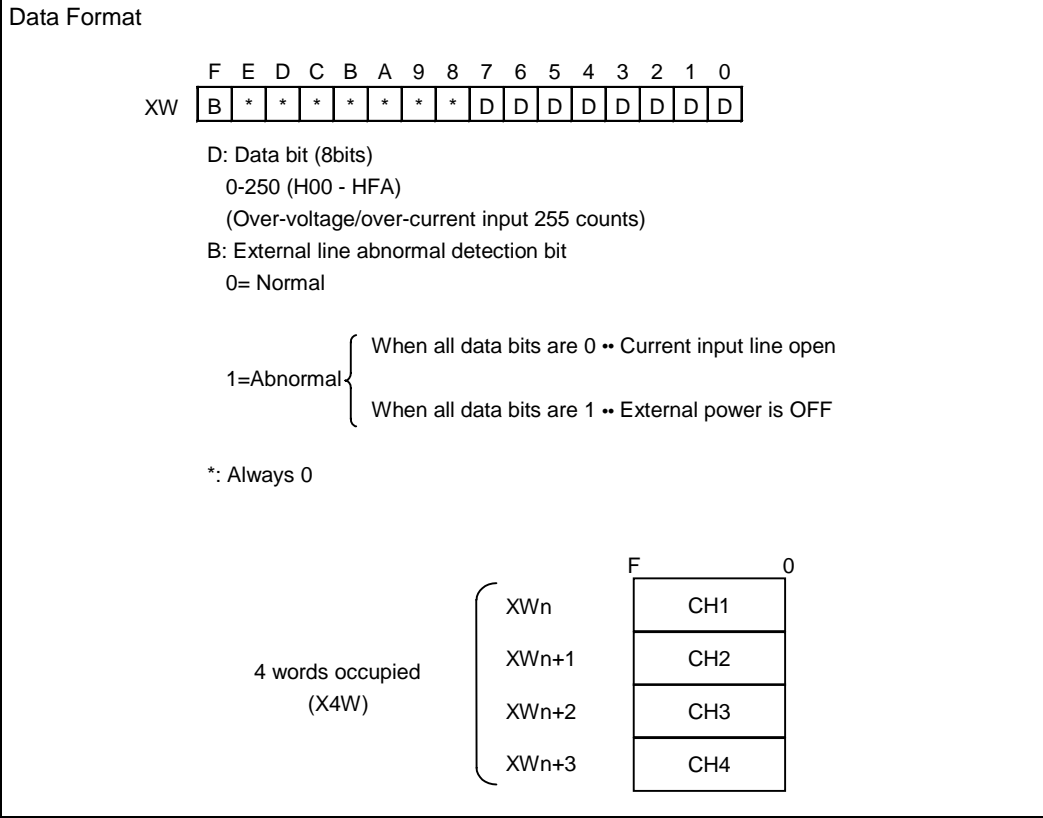 Data Format
F E D C B A 9 8 7 6 5 4 3 2 1 0
XW B * * * * * * * D D D D D D D D
D: Data bit (8bits)
0-250 (H00 - HFA)
(Over-voltage/over-current input 255 counts)
B: External line abnormal detection bit
0= Normal
When all data bits are 0 •• Current input line open
1=Abnormal
When all data bits are 1 •• External power is OFF
*: Always 0
F 0
XWn CH1
XWn+1 CH2
4 words occupied
(X4W)
XWn+2 CH3
XWn+3 CH4